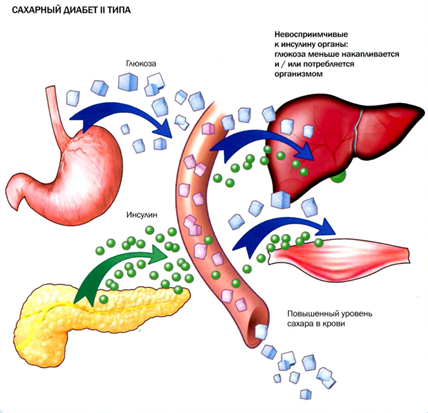 САХАРНЫЙ ДИАБЕТ II ТИПА
Невосприимчивые
к инсулину органы:
глюкоза меньше накапливается
и / или потребляется
организмом
Глюкоза
Инсулин
Повышенный уровень
сахара в крови